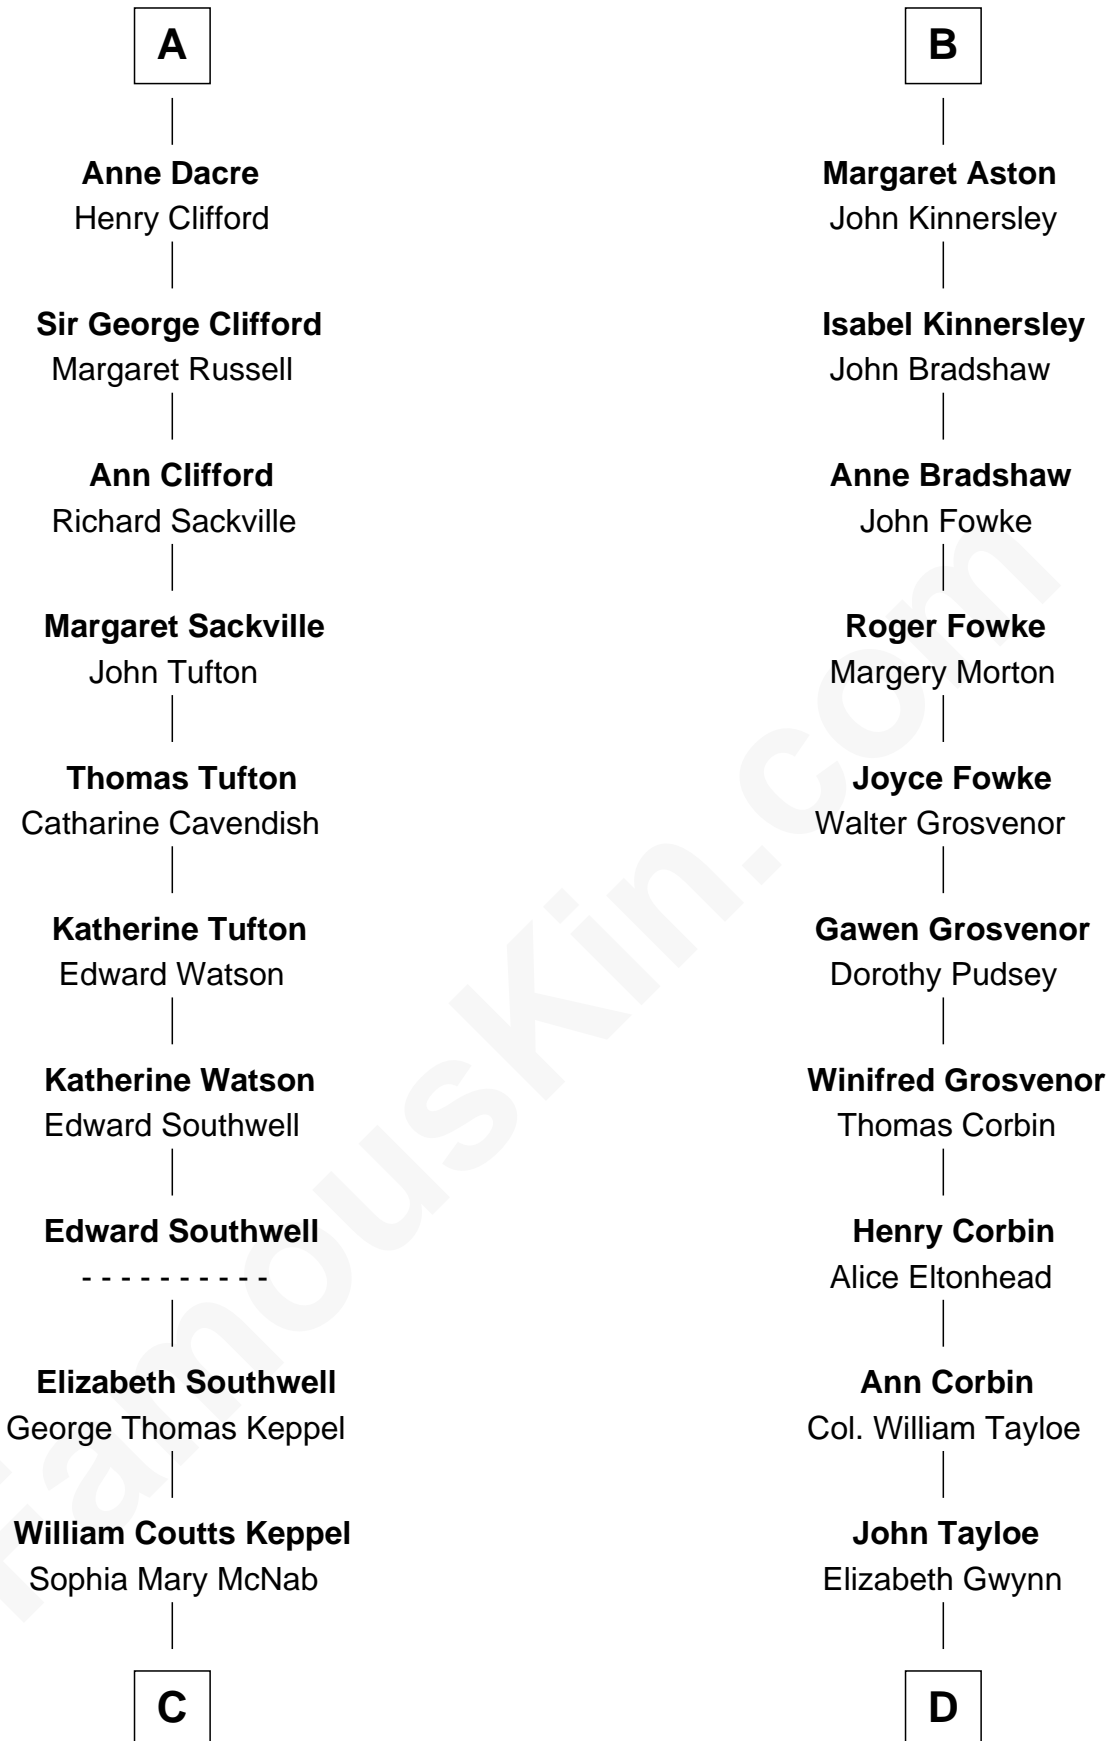 A
Anne Dacre
Henry Clifford
Sir George Clifford
Margaret Russell
Ann Clifford
Richard Sackville
Margaret Sackville
John Tufton
Thomas Tufton
Catharine Cavendish
Katherine Tufton
Edward Watson
Katherine Watson
Edward Southwell
Edward Southwell
- - - - - - - - - -
Elizabeth Southwell
George Thomas Keppel
William Coutts Keppel
Sophia Mary McNab
C
B
Margaret Aston
John Kinnersley
Isabel Kinnersley
John Bradshaw
Anne Bradshaw
John Fowke
Roger Fowke
Margery Morton
Joyce Fowke
Walter Grosvenor
Gawen Grosvenor
Dorothy Pudsey
Winifred Grosvenor
Thomas Corbin
Henry Corbin
Alice Eltonhead
Ann Corbin
Col. William Tayloe
John Tayloe
Elizabeth Gwynn
D
FamousKin.com